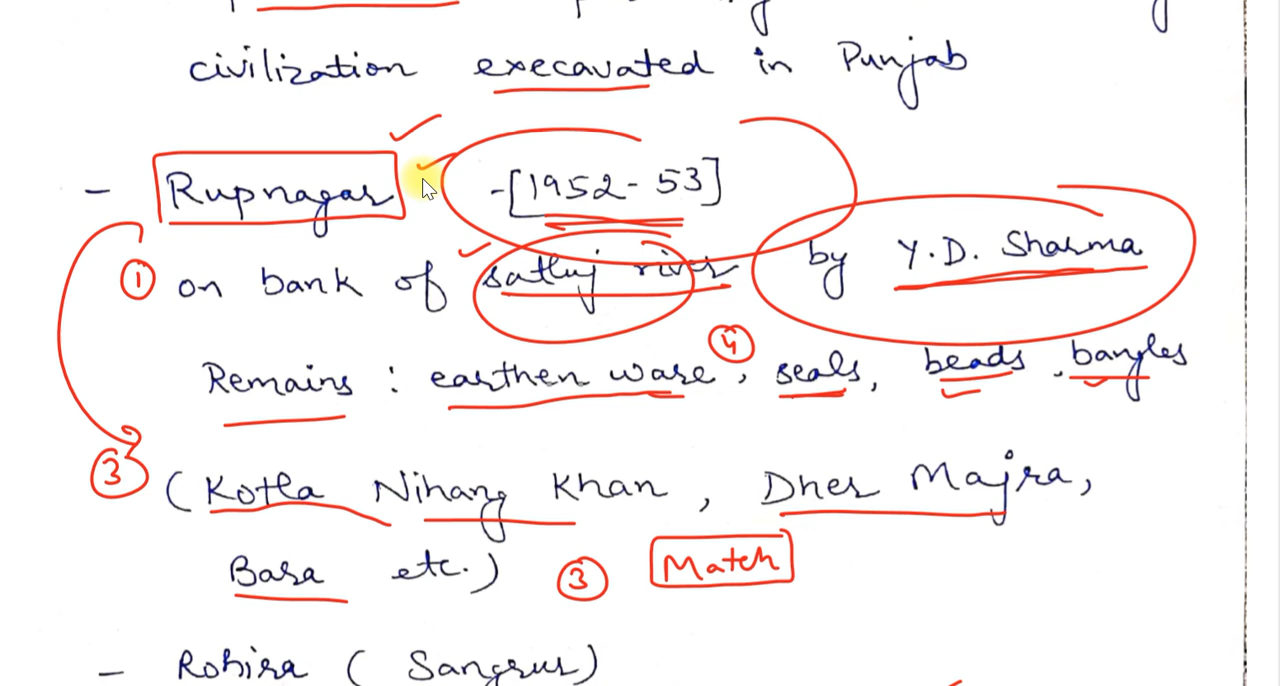 civilization execavated in Punjab
- Rupnagar -[1952-53]
① on bank of satluj river by Y.D. Sharma
Remains : earthen ware ④, seals, beads, bangles
③ (Kotla Nihang Khan, Dher Majra,
Bara etc.) ③ Match
- Rohira (Sangrur)